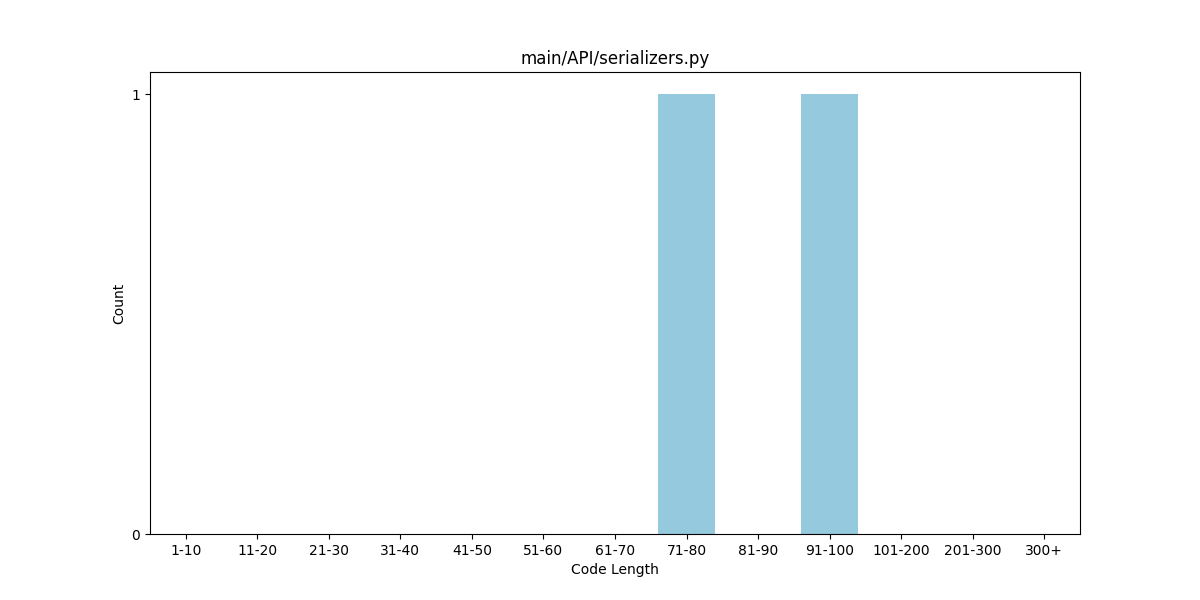 main/API/serializers.py
1
Count
0
1-10 11-20 21-30 31-40 41-50 51-60 61-70 71-80 81-90 91-100 101-200 201-300 300+
Code Length